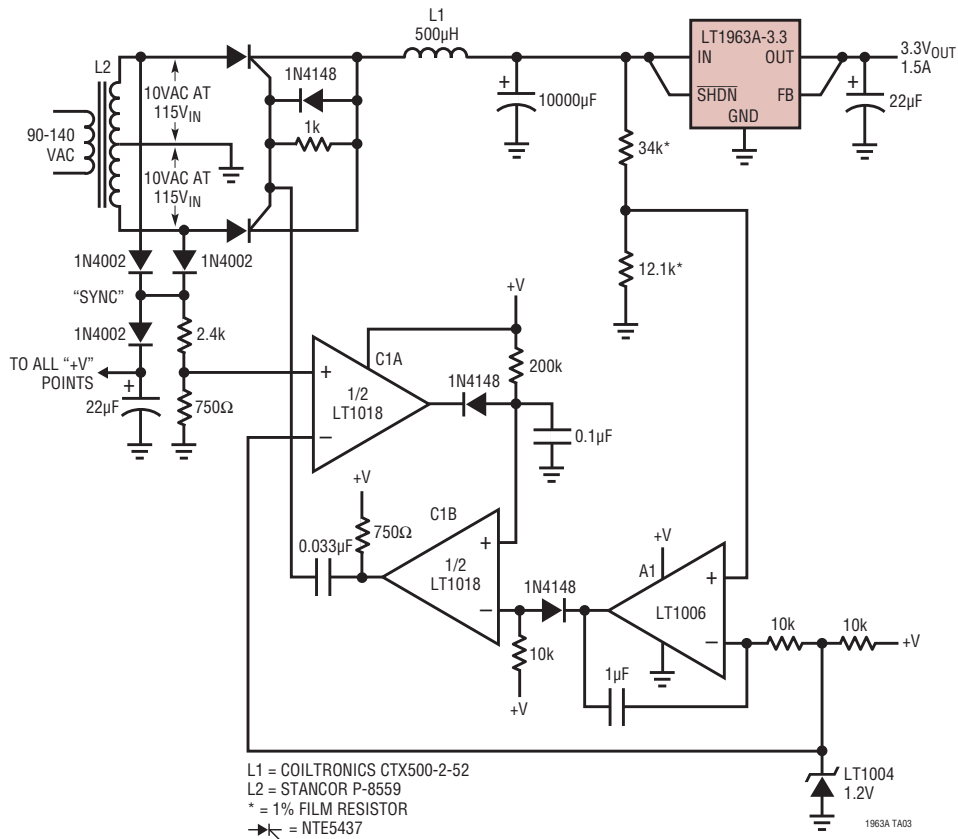 L1
500µH
LT1963A-3.3
IN
OUT
SHDN
FB
GND
3.3VOUT
1.5A
+
22µF
L2
10VAC AT
115VIN
90-140
VAC
10VAC AT
115VIN
1N4148
1k
+
10000µF
34k*
12.1k*
1N4002
1N4002
"SYNC"
1N4002
2.4k
TO ALL "+V"
POINTS
+
22µF
750Ω
+V
C1A
+
1/2
LT1018
–
1N4148
200k
0.1µF
+V
750Ω
0.033µF
C1B
+
1/2
LT1018
–
1N4148
10k
+V
+V
A1
+
LT1006
–
1µF
10k
10k
+V
LT1004
1.2V
L1 = COILTRONICS CTX500-2-52
L2 = STANCOR P-8559
* = 1% FILM RESISTOR
= NTE5437
1963A TA03